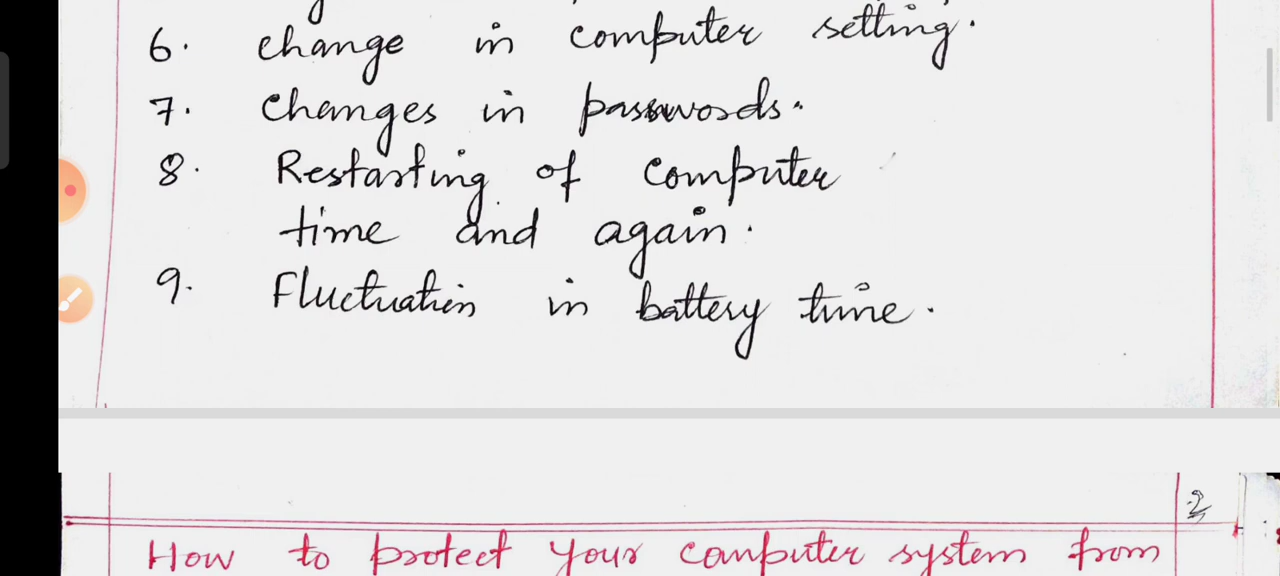 6. change in computer setting.
7. Changes in passwords.
8. Restarting of computer
time and again.
9. Fluctuation in battery time.
2
How to protect your computer system from